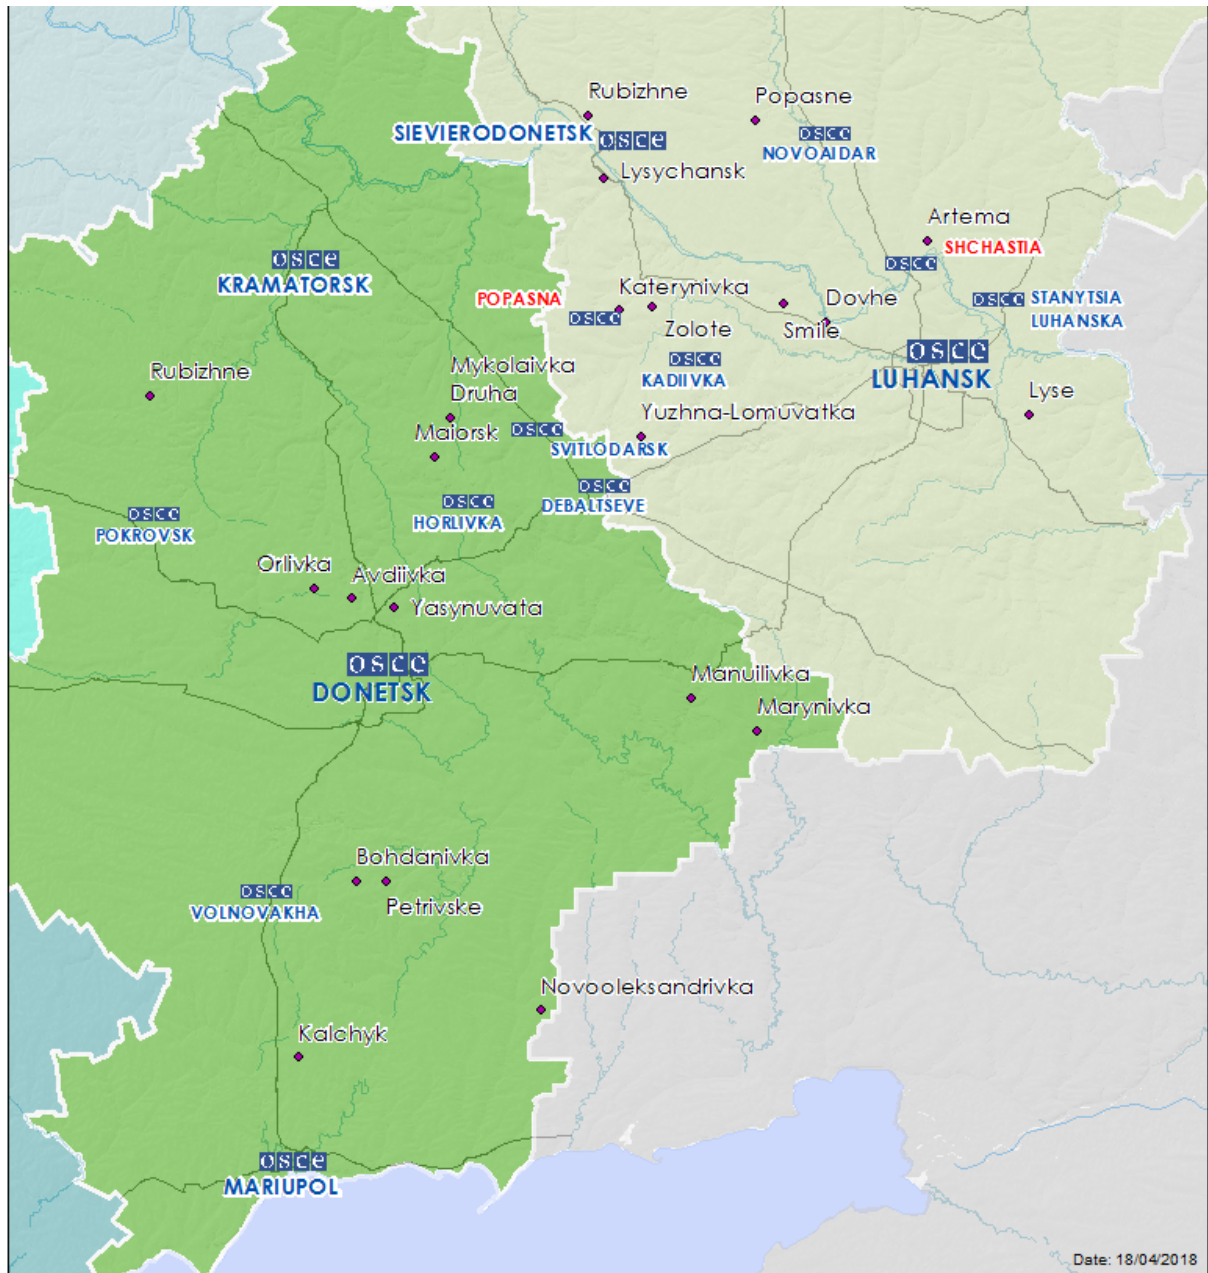 Rubizhne
Popasne
SIEVIERODONETSK
osce
OSCE
NOVOAIDAR
Lysychansk
Artema
SHCHASTIA
osce
KRAMATORSK
OSCE
POPASNA
Katerynivka
OSCE
Dovhe
OSCE
STANYTSIA
LUHANSKA
Zolote
Smile
OSCE
KADIIVKA
osce
LUHANSK
Rubizhne
Mykolaivka
Druha
Lyse
Yuzhna-Lomuvatka
Maiorsk
OSCE
SVITLODARSK
OSCE
DEBALTSEVE
OSCE
HORLIVKA
OSCE
POKROVSK
Orlivka
Avdiivka
Yasynuvata
osce
DONETSK
Manuilivka
Marynivka
Bohdanivka
OSCE
VOLNOVAKHA
Petrivske
Novooleksandrivka
Kalchyk
osce
MARIUPOL
Date: 18/04/2018